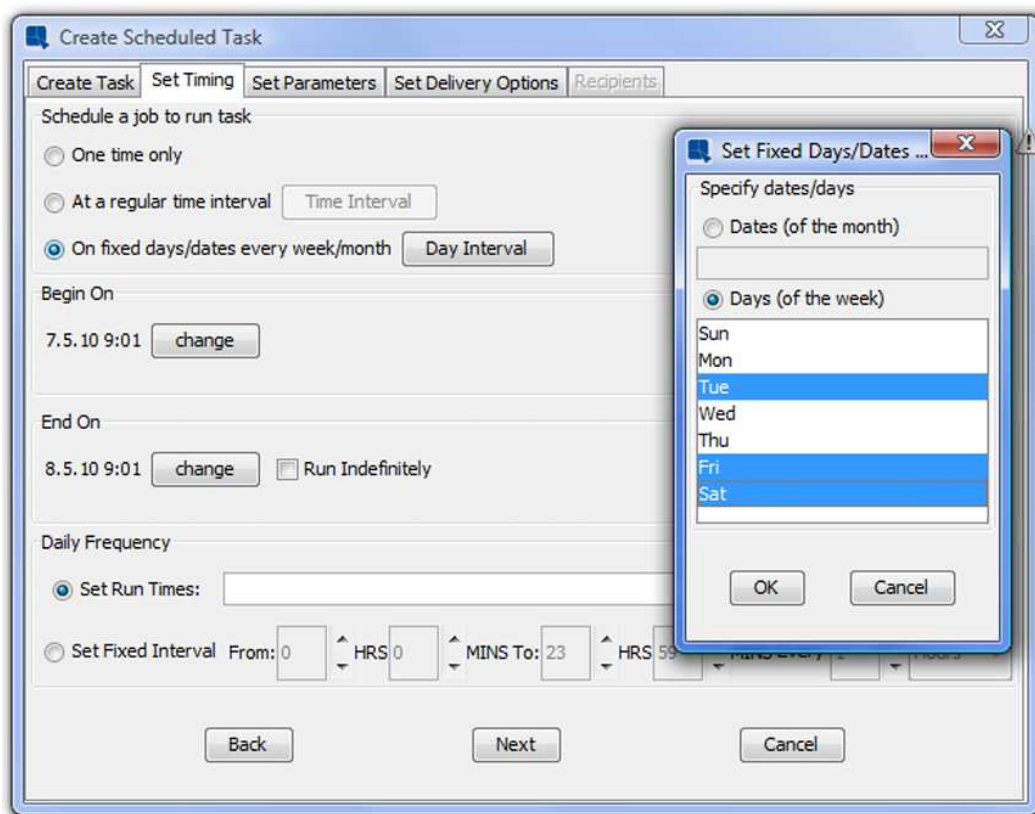 Create Scheduled Task
Create Task Set Timing Set Parameters Set Delivery Options Recipients
Schedule a job to run task
One time only
At a regular time interval Time Interval
On fixed days/dates every week/month Day Interval
Begin On
7.5.10 9:01 change
End On
8.5.10 9:01 change Run Indefinitely
Daily Frequency
Set Run Times:
Set Fixed Interval From: 0 HRS 0 MINS To: 23 HRS 59 MINS Every 1 Hours
Back Next Cancel
Set Fixed Days/Dates ...
Specify dates/days
Dates (of the month)
Days (of the week)
Sun
Mon
Tue
Wed
Thu
Fri
Sat
OK Cancel